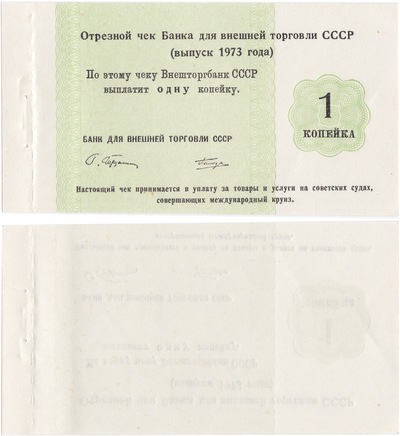 Отрезной чек Банка для внешней торговли СССР
(выпуск 1973 года)
По этому чеку Внешторгбанк СССР
выплатит одну копейку.
1
КОПЕЙКА
БАНК ДЛЯ ВНЕШНЕЙ ТОРГОВЛИ СССР
Настоящий чек принимается в уплату за товары и услуги на советских судах,
совершающих международный круиз.